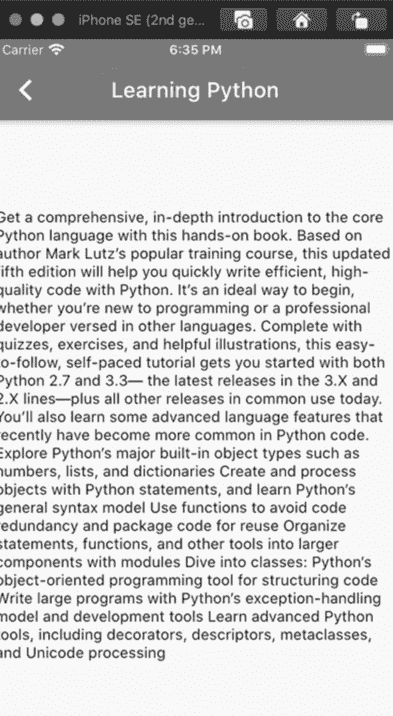 iPhone SE (2nd ge...
Carrier 6:35 PM
Learning Python
Get a comprehensive, in-depth introduction to the core
Python language with this hands-on book. Based on
author Mark Lutz’s popular training course, this updated
fifth edition will help you quickly write efficient, high-
quality code with Python. It’s an ideal way to begin,
whether you’re new to programming or a professional
developer versed in other languages. Complete with
quizzes, exercises, and helpful illustrations, this easy-
to-follow, self-paced tutorial gets you started with both
Python 2.7 and 3.3— the latest releases in the 3.X and
2.X lines—plus all other releases in common use today.
You’ll also learn some advanced language features that
recently have become more common in Python code.
Explore Python’s major built-in object types such as
numbers, lists, and dictionaries Create and process
objects with Python statements, and learn Python’s
general syntax model Use functions to avoid code
redundancy and package code for reuse Organize
statements, functions, and other tools into larger
components with modules Dive into classes: Python’s
object-oriented programming tool for structuring code
Write large programs with Python’s exception-handling
model and development tools Learn advanced Python
tools, including decorators, descriptors, metaclasses,
and Unicode processing